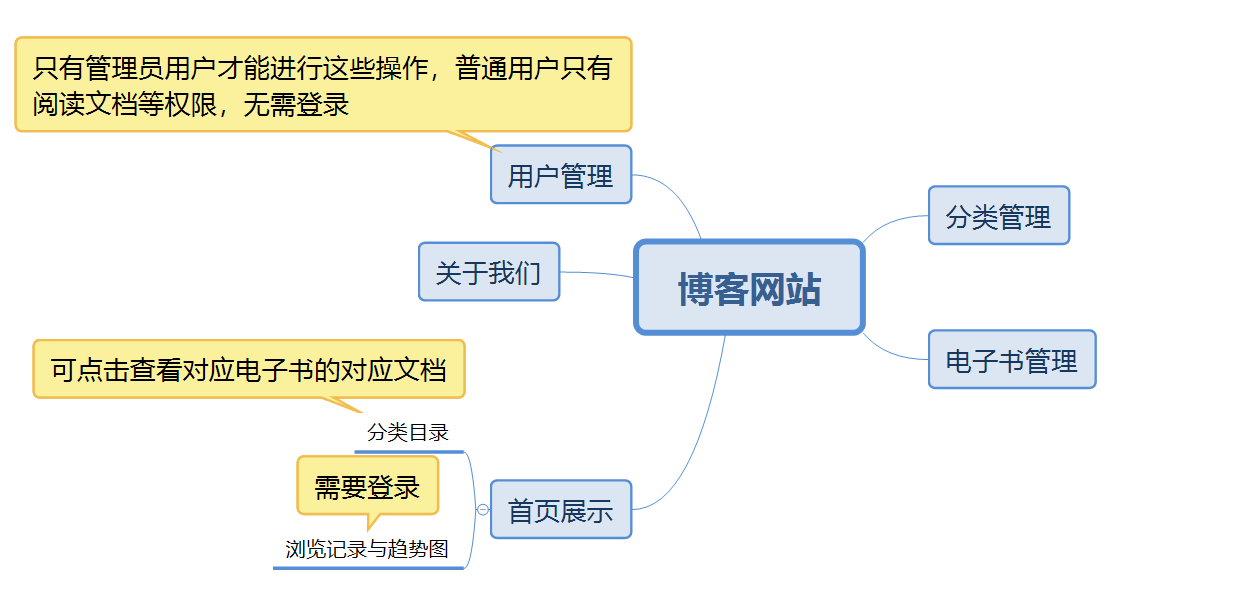 只有管理员用户才能进行这些操作，普通用户只有
阅读文档等权限，无需登录
用户管理
分类管理
关于我们
博客网站
电子书管理
可点击查看对应电子书的对应文档
分类目录
需要登录
首页展示
浏览记录与趋势图